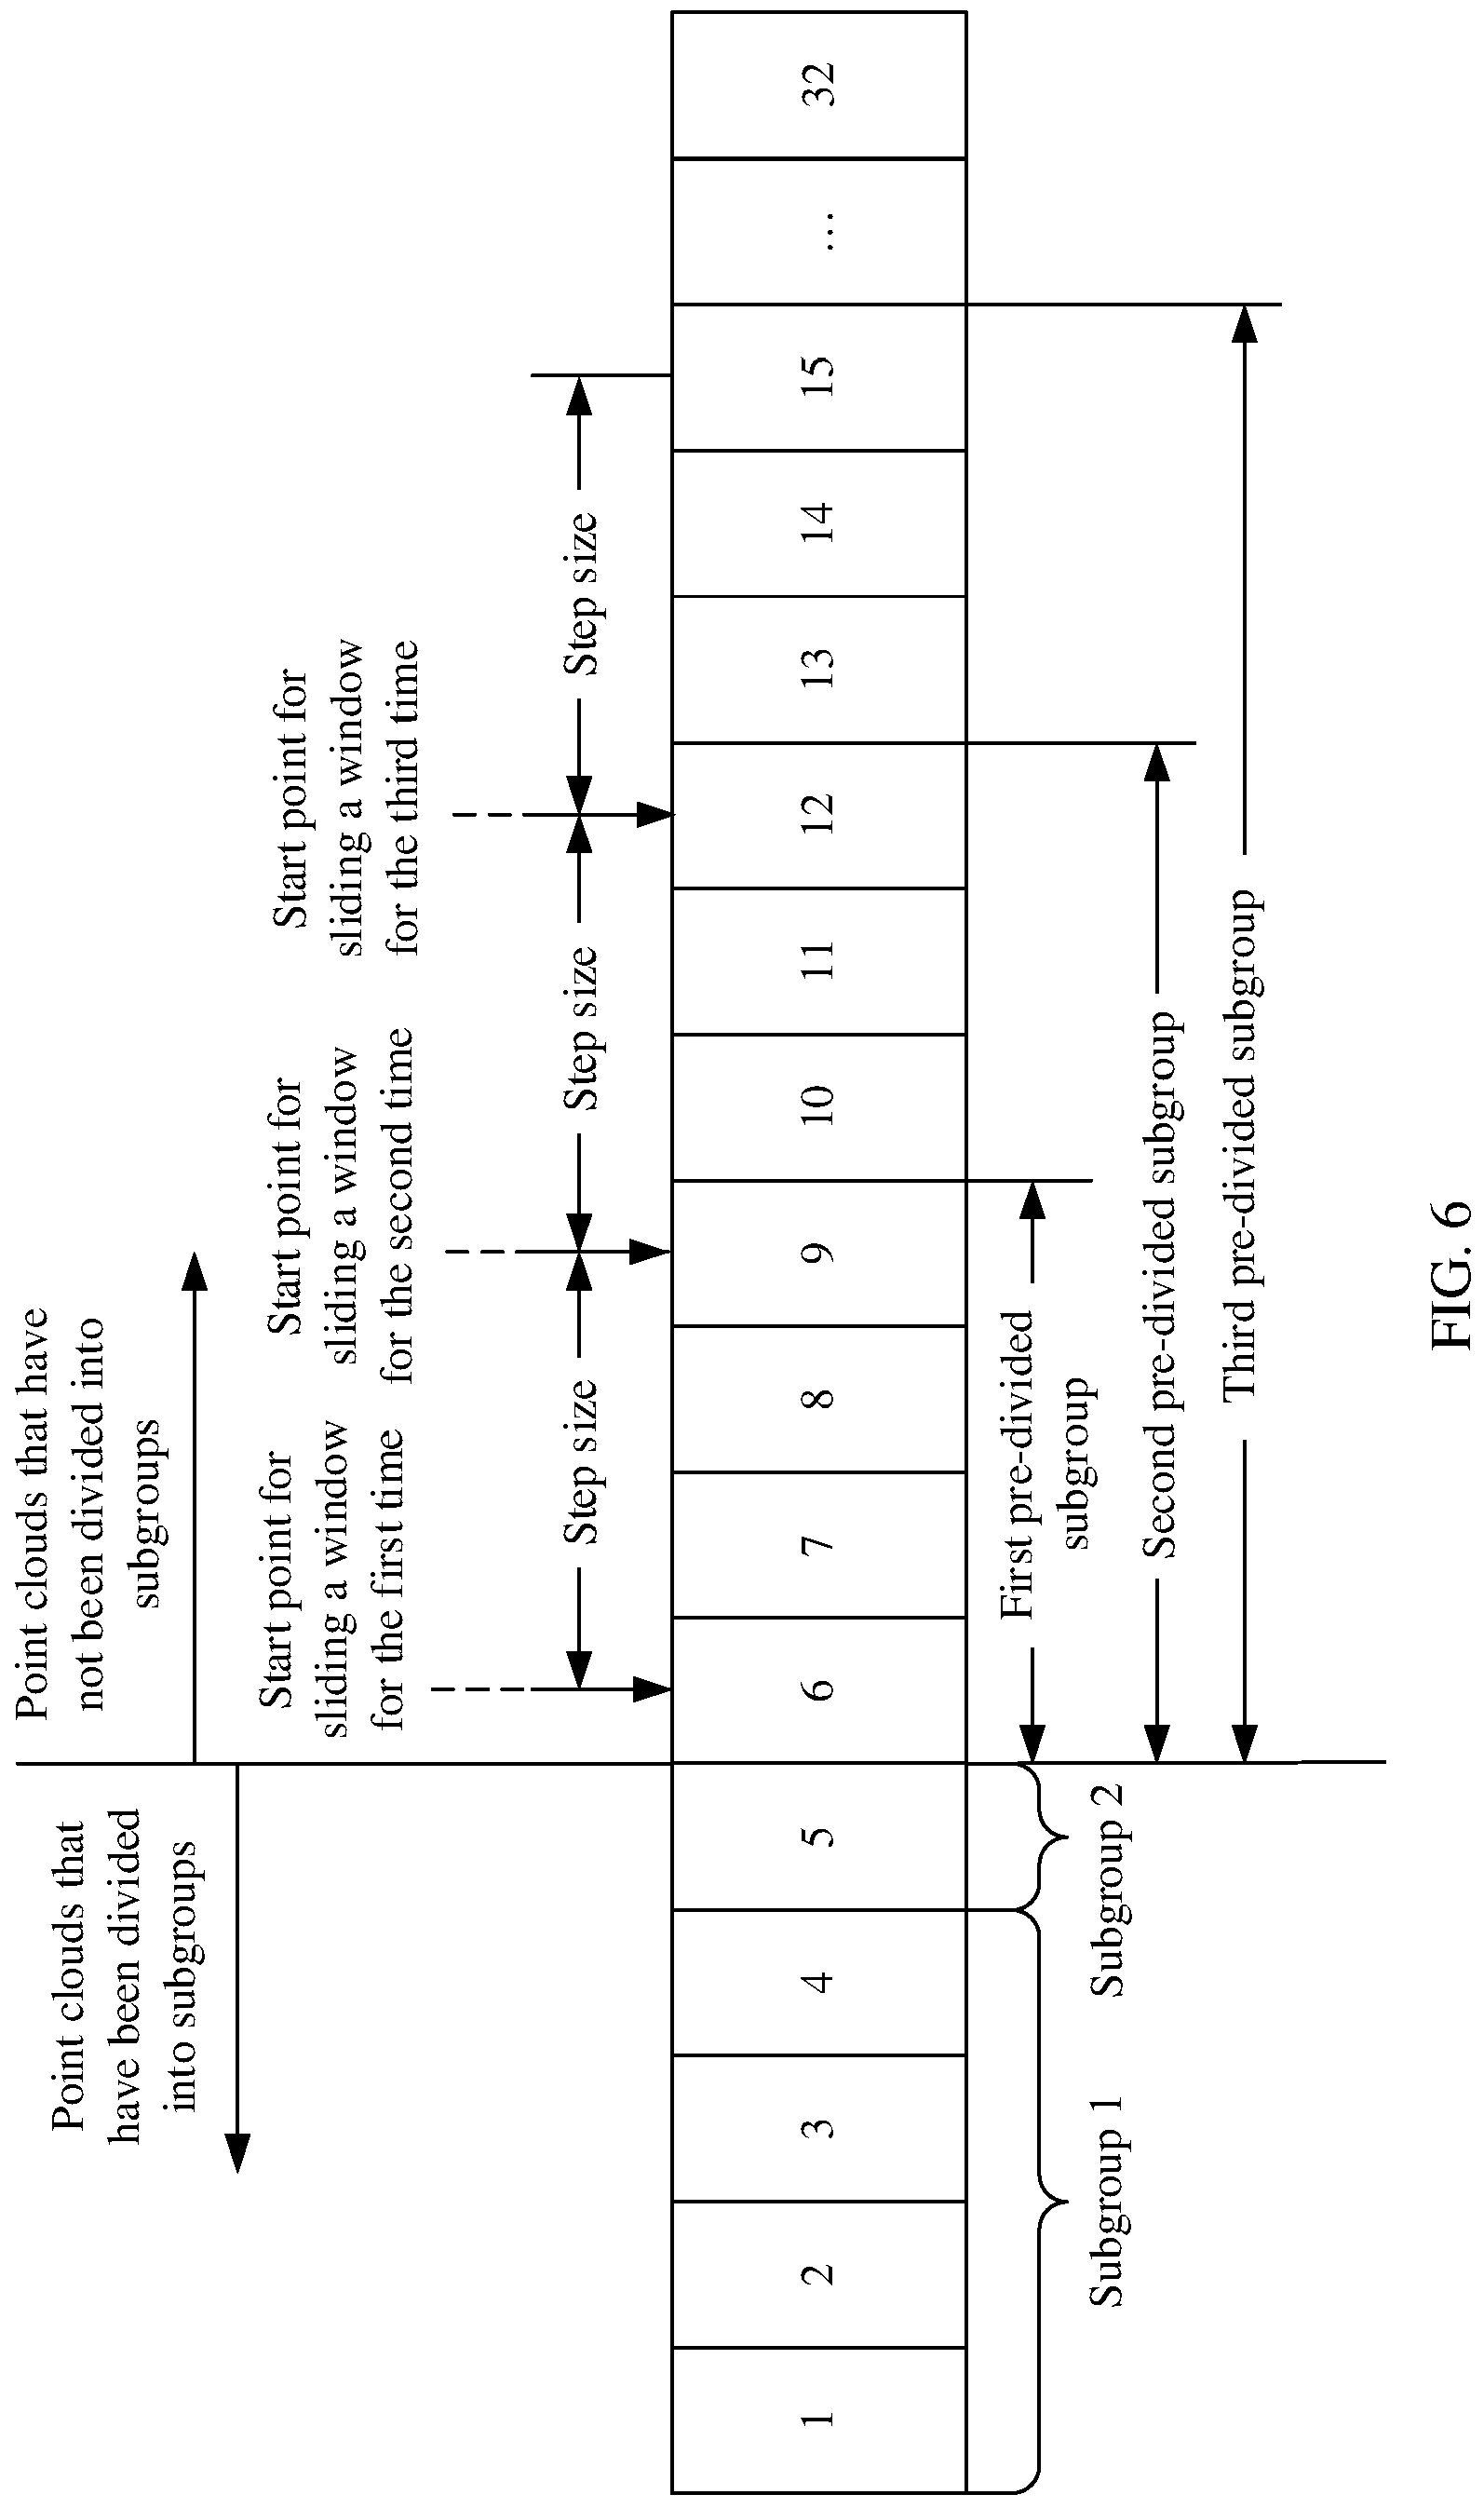 Point clouds that
have been divided
into subgroups
Point clouds that have
not been divided into
subgroups
Start point for
sliding a window
for the first time
Start point for
sliding a window
for the second time
Start point for
sliding a window
for the third time
Step size
Step size
Step size
1
2
3
4
5
6
7
8
9
10
11
12
13
14
15
...
32
Subgroup 1
Subgroup 2
First pre-divided
subgroup
Second pre-divided subgroup
Third pre-divided subgroup
FIG. 6